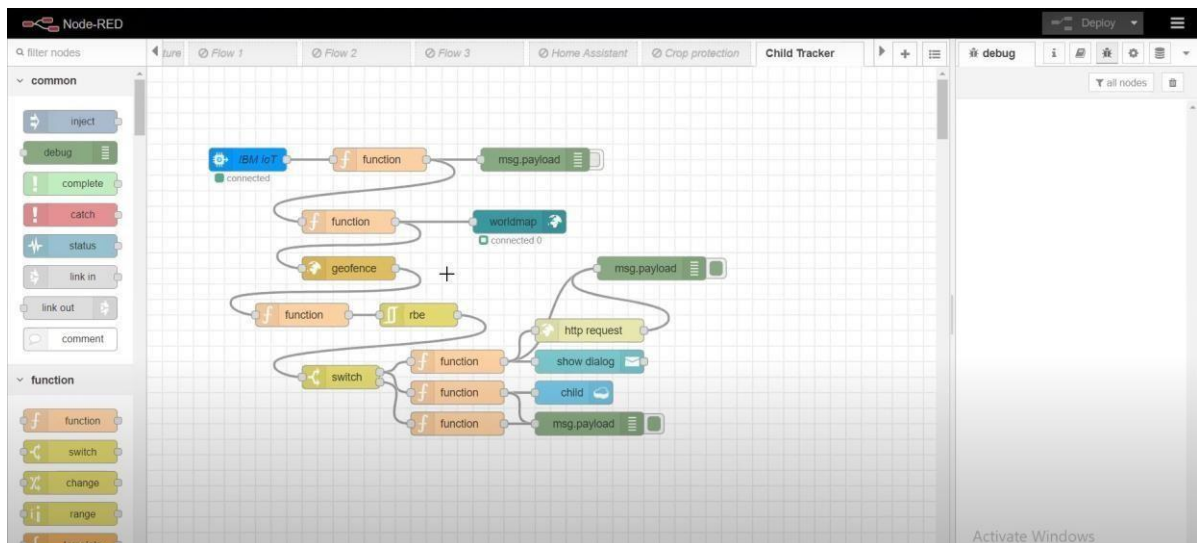 Node-RED
Deploy
filter nodes
ture
Flow 1
Flow 2
Flow 3
Home Assistant
Crop protection
Child Tracker
debug
all nodes
common
inject
debug
complete
catch
status
link in
link out
comment
function
function
switch
change
range
template
IBM IoT
connected
function
msg.payload
function
worldmap
connected 0
geofence
msg.payload
function
rbe
http request
switch
function
show dialog
function
child
function
msg.payload
Activate Windows